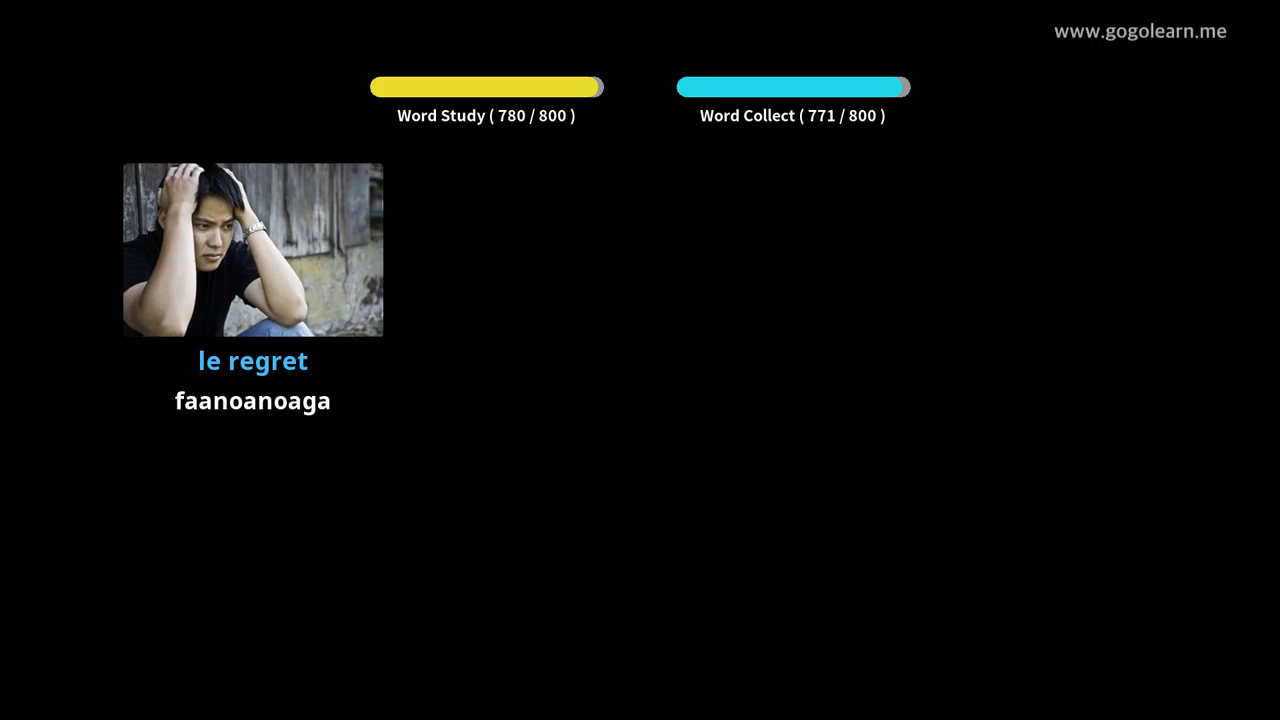 www.gogolearn.me
Word Study ( 780 / 800 )
Word Collect ( 771 / 800 )
le regret
faanoanoaga